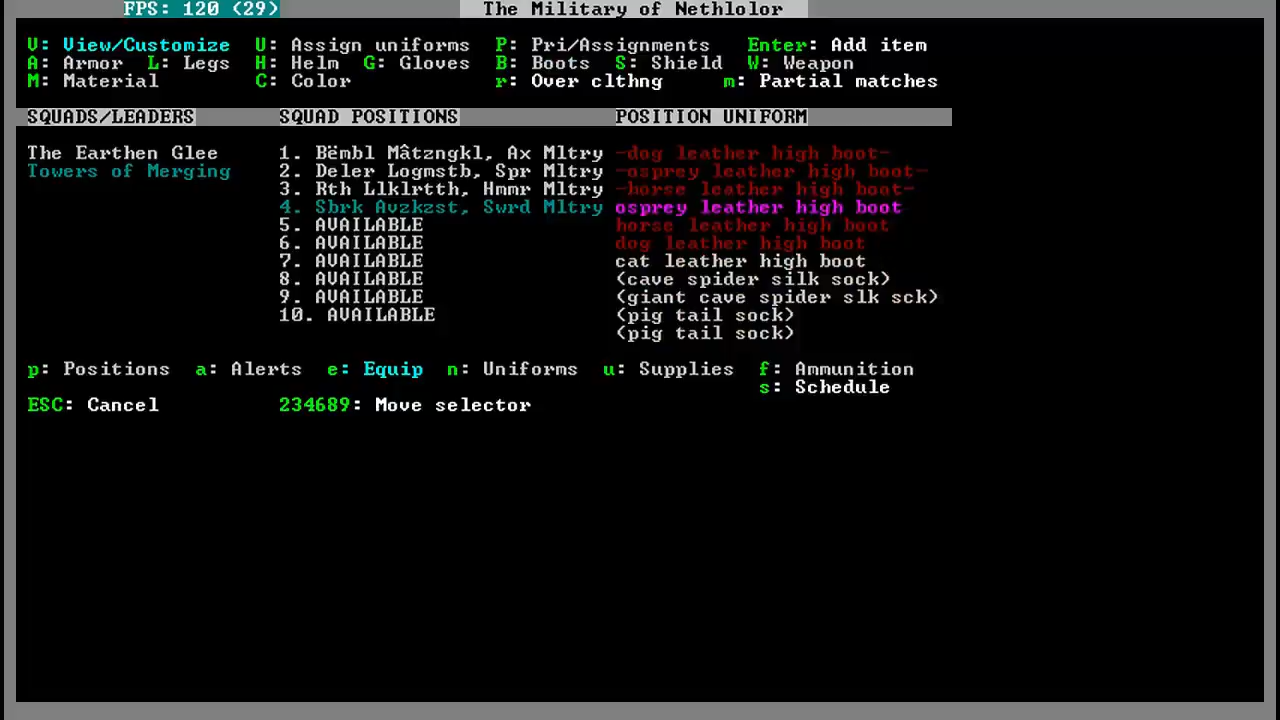 FPS: 120 (29) The Military of Nethlolor
V: View/Customize U: Assign uniforms P: Pri/Assignments Enter: Add item
A: Armor L: Legs H: Helm G: Gloves B: Boots S: Shield W: Weapon
M: Material C: Color r: Over clthng m: Partial matches
SQUADS/LEADERS SQUAD POSITIONS POSITION UNIFORM
The Earthen Glee 1. Bëmbl Mâtzngkl, Ax Mltry -dog leather high boot-
Towers of Merging 2. Deler Logmstb, Spr Mltry -osprey leather high boot-
3. Rth Llklrtth, Hmmr Mltry -horse leather high boot-
4. Sbrk Avzkzst, Swrd Mltry osprey leather high boot
5. AVAILABLE horse leather high boot
6. AVAILABLE dog leather high boot
7. AVAILABLE cat leather high boot
8. AVAILABLE (cave spider silk sock)
9. AVAILABLE (giant cave spider slk sck)
10. AVAILABLE (pig tail sock)
(pig tail sock)
p: Positions a: Alerts e: Equip n: Uniforms u: Supplies f: Ammunition
s: Schedule
ESC: Cancel 234689: Move selector